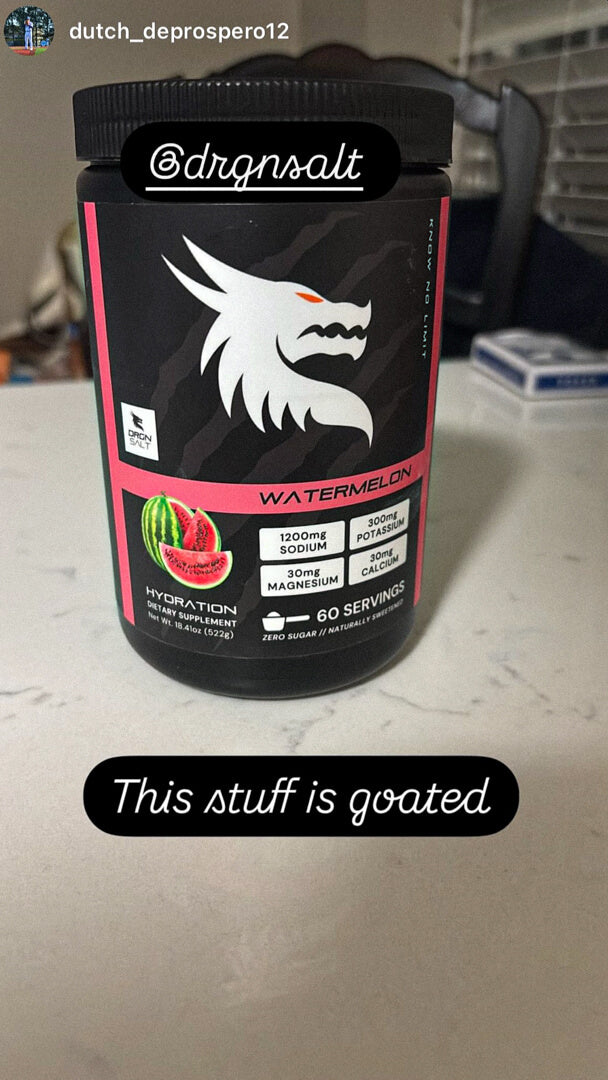 dutch_deprospero12
@drgnsalt
KNOW NO LIMIT
DRGN
SALT
WATERMELON
1200mg
SODIUM
300mg
POTASSIUM
30mg
MAGNESIUM
30mg
CALCIUM
HYDRATION
DIETARY SUPPLEMENT
Net Wt. 18.41oz (522g)
60 SERVINGS
ZERO SUGAR // NATURALLY SWEETENED
This stuff is goated